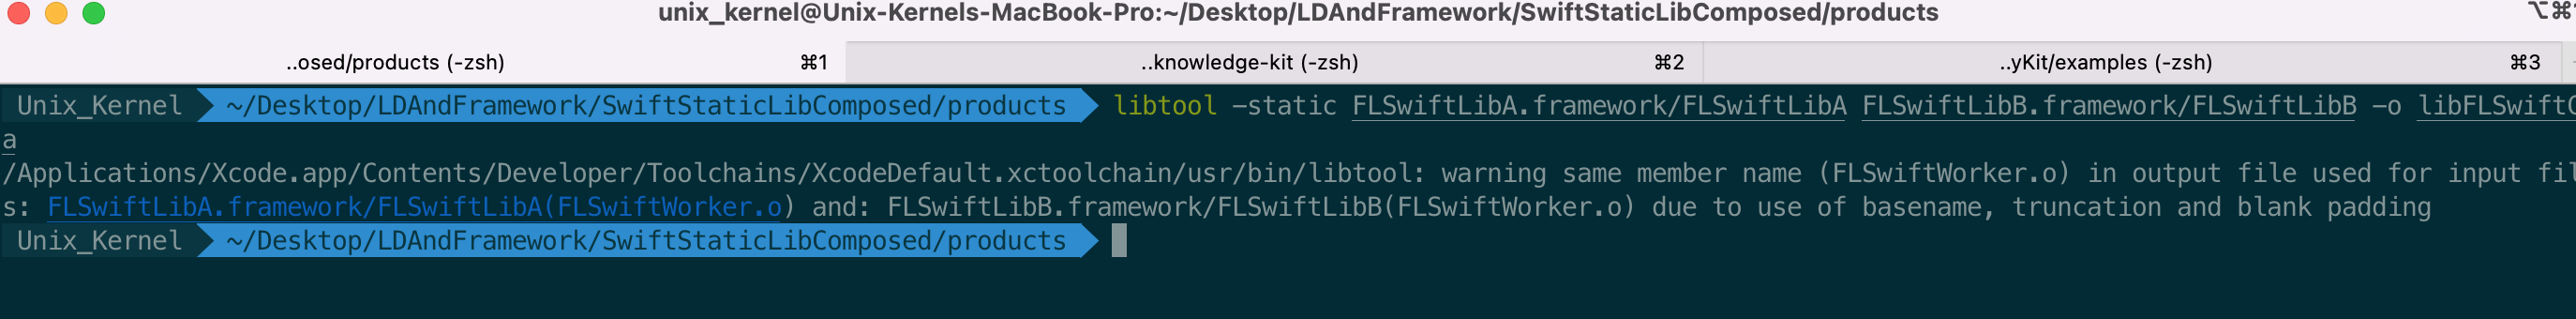 unix_kernel@Unix-Kernels-MacBook-Pro:~/Desktop/LDAndFramework/SwiftStaticLibComposed/products ⌥⌘
..osed/products (-zsh) ⌘1 ..knowledge-kit (-zsh) ⌘2 ..yKit/examples (-zsh) ⌘3
Unix_Kernel ~/Desktop/LDAndFramework/SwiftStaticLibComposed/products libtool -static FLSwiftLibA.framework/FLSwiftLibA FLSwiftLibB.framework/FLSwiftLibB -o
a
/Applications/Xcode.app/Contents/Developer/Toolchains/XcodeDefault.xctoolchain/usr/bin/libtool: warning same member name (FLSwiftWorker.o) in output file used for input fil
s: FLSwiftLibA.framework/FLSwiftLibA(FLSwiftWorker.o) and: FLSwiftLibB.framework/FLSwiftLibB(FLSwiftWorker.o) due to use of basename, truncation and blank padding
Unix_Kernel ~/Desktop/LDAndFramework/SwiftStaticLibComposed/products